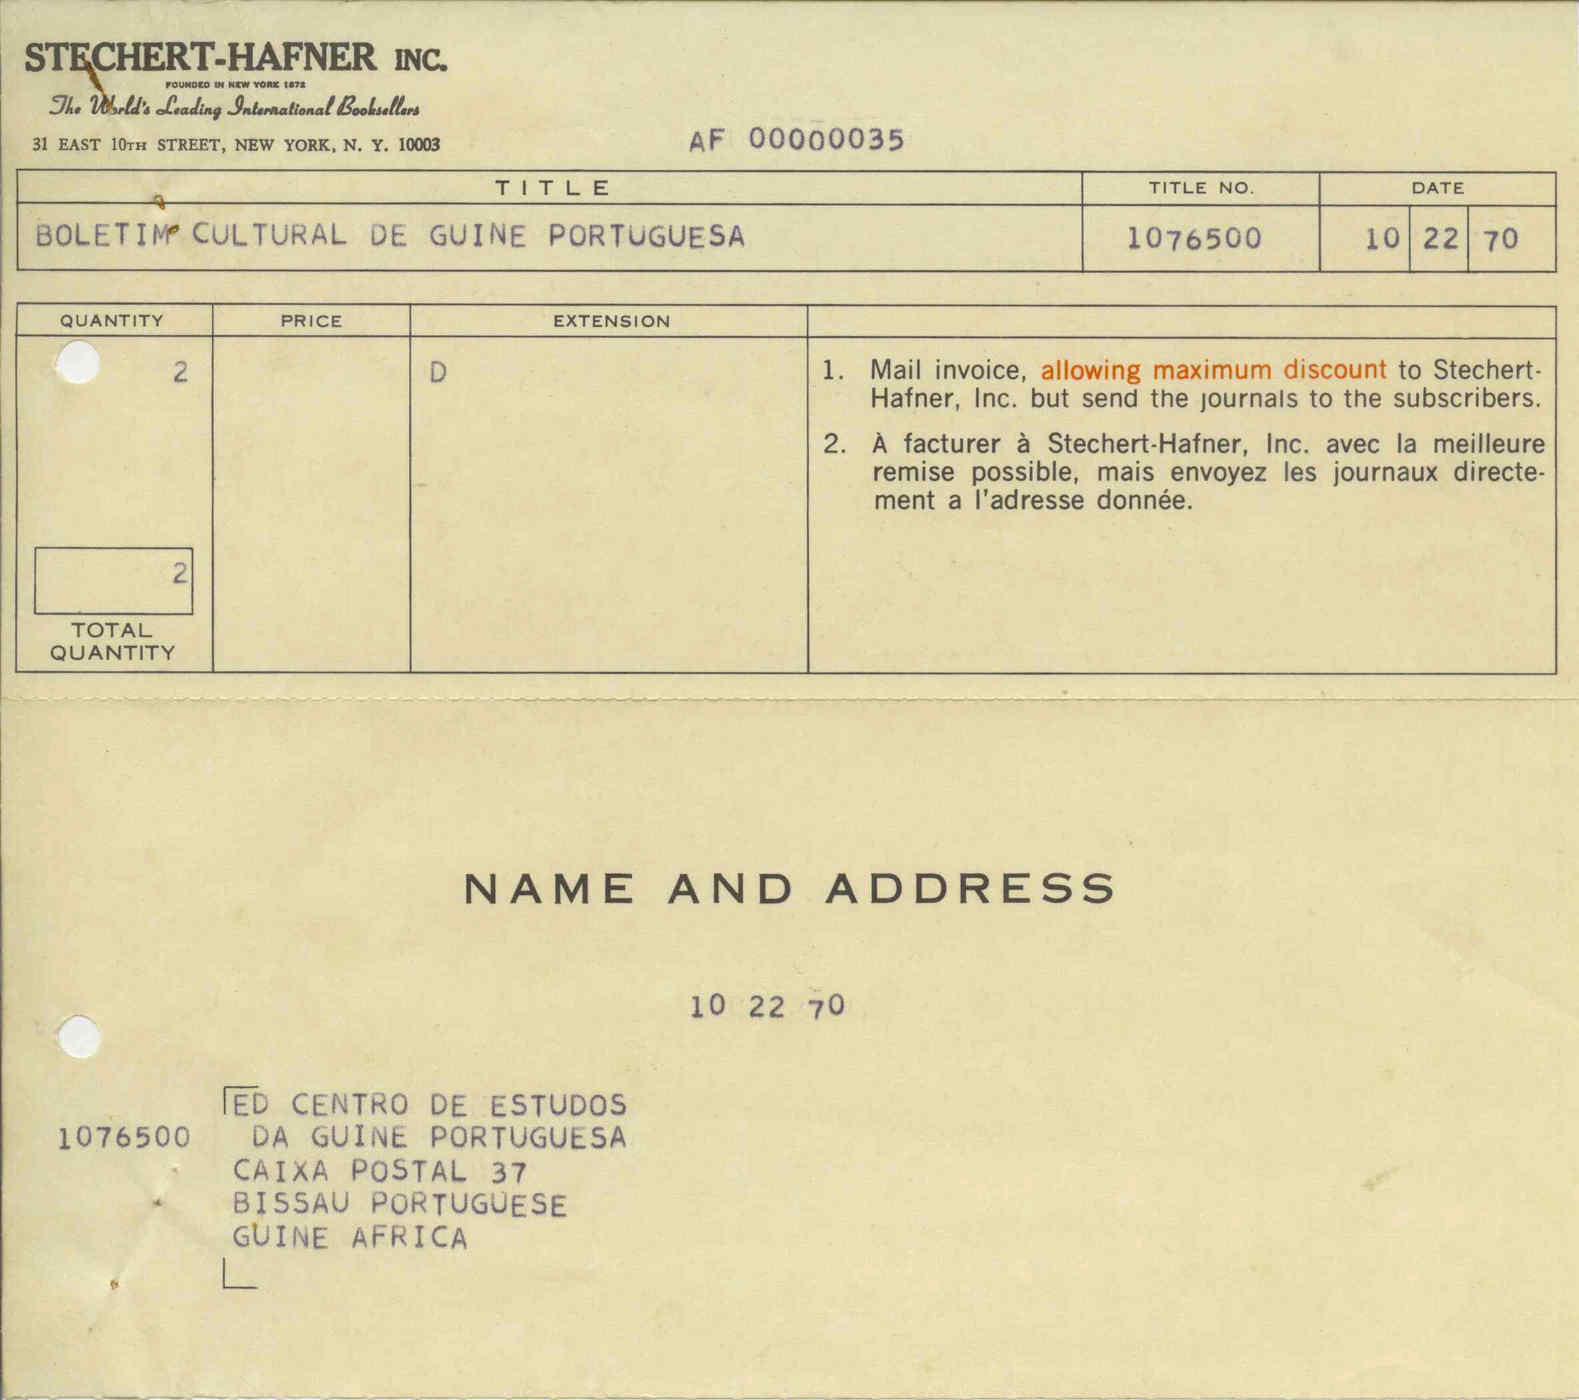 STECHERT-HAFNER INC.
FOUNDED IN NEW YORK 1872
The World's Leading International Booksellers
31 EAST 10TH STREET, NEW YORK, N. Y. 10003
AF 00000035
TITLE TITLE NO. DATE
BOLETIM CULTURAL DE GUINE PORTUGUESA 1076500 10 22 70
QUANTITY PRICE EXTENSION
2 D
1. Mail invoice, allowing maximum discount to Stechert-
Hafner, Inc. but send the journals to the subscribers.
2. À facturer à Stechert-Hafner, Inc. avec la meilleure
remise possible, mais envoyez les journaux directe-
ment a l'adresse donnée.
2
TOTAL
QUANTITY
NAME AND ADDRESS
10 22 70
ED CENTRO DE ESTUDOS
1076500 DA GUINE PORTUGUESA
CAIXA POSTAL 37
BISSAU PORTUGUESE
GUINE AFRICA